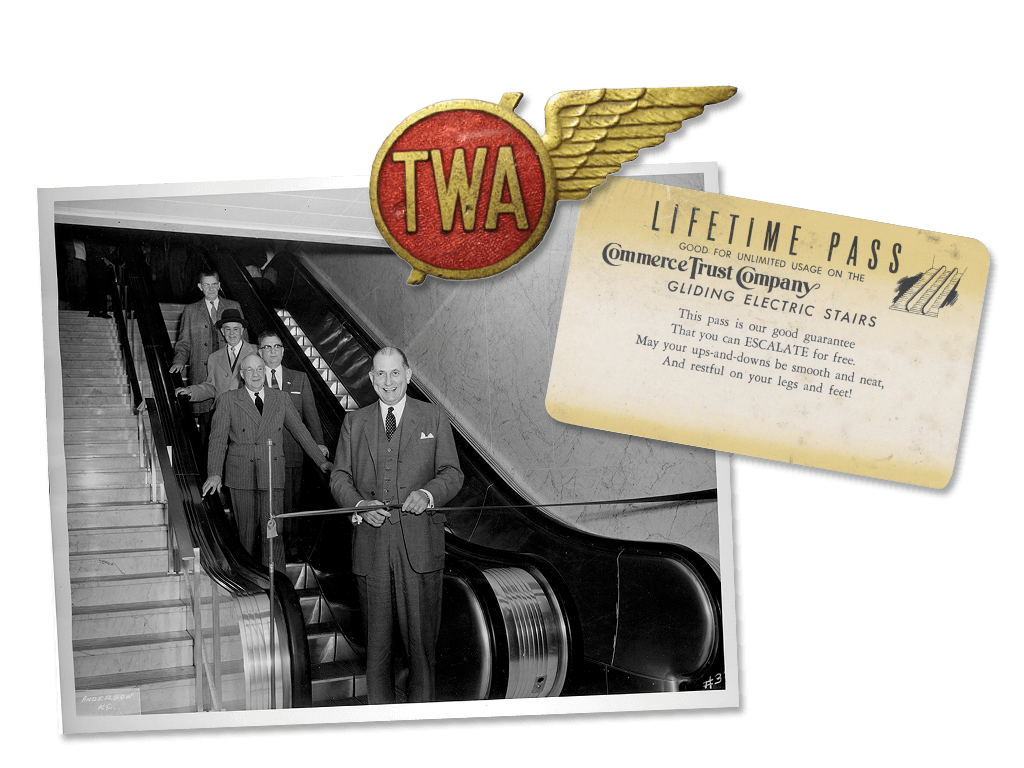 TWA
LIFETIME PASS
GOOD FOR UNLIMITED USAGE ON THE
Commerce Trust Company
GLIDING ELECTRIC STAIRS
This pass is our good guarantee
That you can ESCALATE for free.
May your ups-and-downs be smooth and neat,
And restful on your legs and feet!
ANDERSON
K.C.
#3